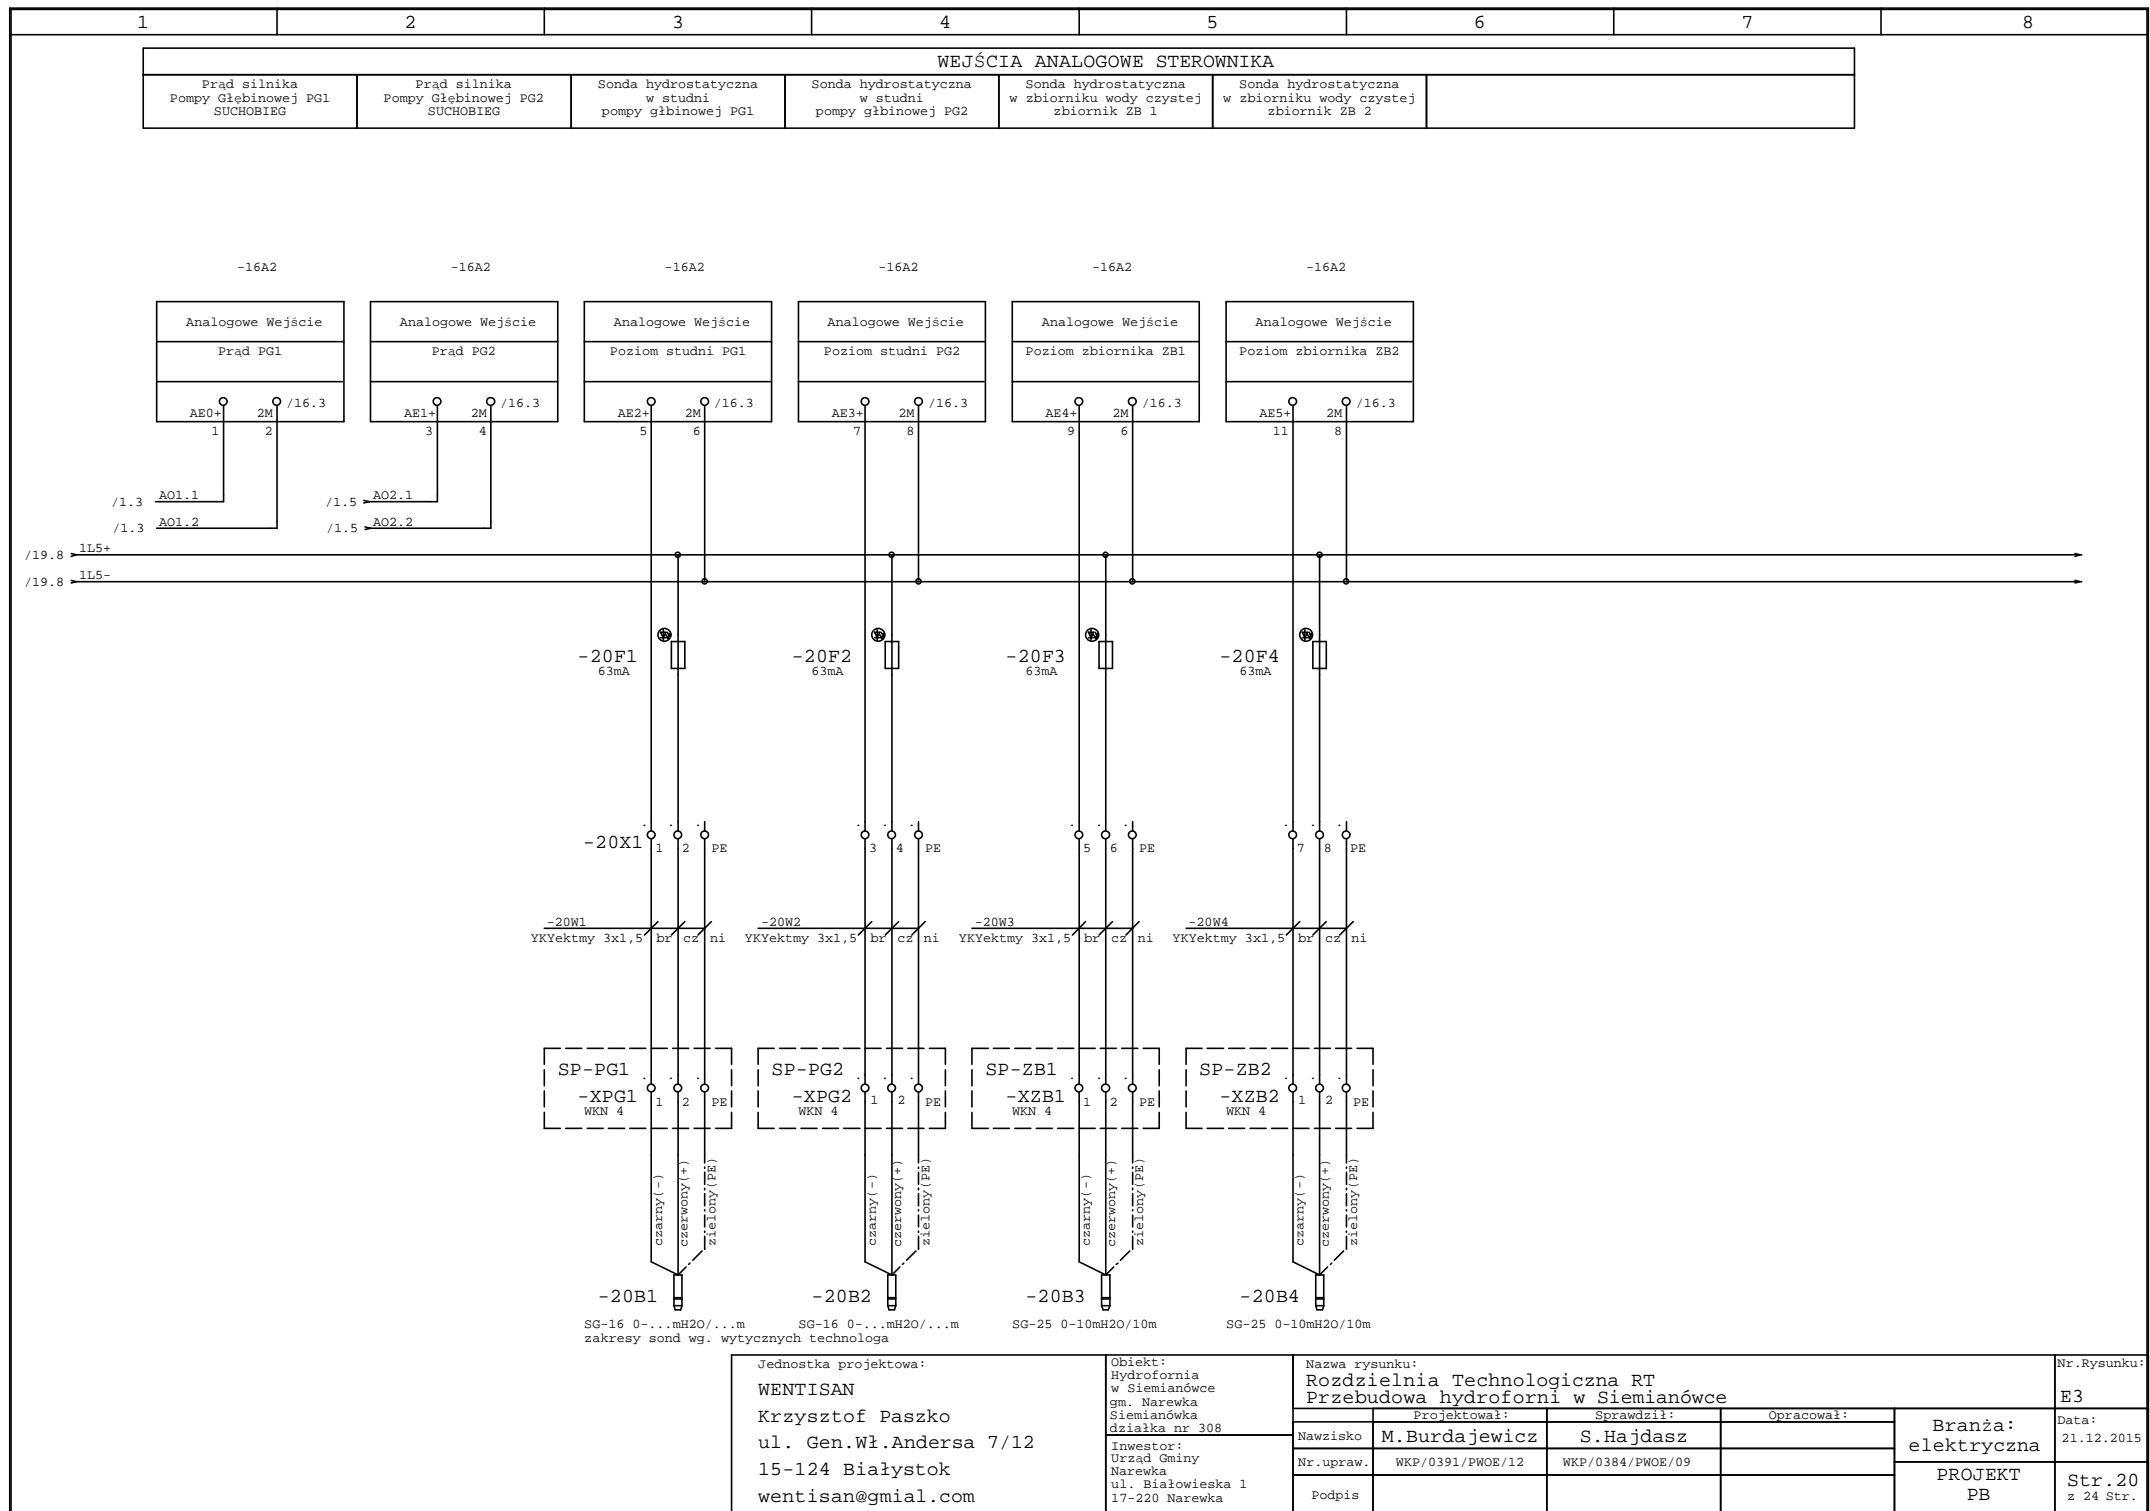 1 2 3 4 5 6 7 8
WEJŚCIA ANALOGOWE STEROWNIKA
Prąd silnika
Pompy Głębinowej PG1
SUCHOBIEG
Prąd silnika
Pompy Głębinowej PG2
SUCHOBIEG
Sonda hydrostatyczna
w studni
pompy głbinowej PG1
Sonda hydrostatyczna
w studni
pompy głbinowej PG2
Sonda hydrostatyczna
w zbiorniku wody czystej
zbiornik ZB 1
Sonda hydrostatyczna
w zbiorniku wody czystej
zbiornik ZB 2
-16A2 -16A2 -16A2 -16A2 -16A2 -16A2
Analogowe Wejście Analogowe Wejście Analogowe Wejście Analogowe Wejście Analogowe Wejście Analogowe Wejście
Prąd PG1 Prąd PG2 Poziom studni PG1 Poziom studni PG2 Poziom zbiornika ZB1 Poziom zbiornika ZB2
/16.3 /16.3 /16.3 /16.3 /16.3 /16.3
AE0+ 2M AE1+ 2M AE2+ 2M AE3+ 2M AE4+ 2M AE5+ 2M
1 2 3 4 5 6 7 8 9 6 11 8
/1.3 AO1.1 /1.5 AO2.1
/1.3 AO1.2 /1.5 AO2.2
/19.8 1L5+
/19.8 1L5-
-20F1 -20F2 -20F3 -20F4
63mA 63mA 63mA 63mA
-20X1 1 2 PE 3 4 PE 5 6 PE 7 8 PE
-20W1 -20W2 -20W3 -20W4
YKYektmy 3x1,5 br cz ni YKYektmy 3x1,5 br cz ni YKYektmy 3x1,5 br cz ni YKYektmy 3x1,5 br cz ni
SP-PG1 SP-PG2 SP-ZB1 SP-ZB2
-XPG1 1 2 PE -XPG2 1 2 PE -XZB1 1 2 PE -XZB2 1 2 PE
WKN 4 WKN 4 WKN 4 WKN 4
czarny(-) czerwony(+) zielony(PE) czarny(-) czerwony(+) zielony(PE) czarny(-) czerwony(+) zielony(PE) czarny(-) czerwony(+) zielony(PE)
-20B1 -20B2 -20B3 -20B4
SG-16 0-...mH2O/...m SG-16 0-...mH2O/...m SG-25 0-10mH2O/10m SG-25 0-10mH2O/10m
zakresy sond wg. wytycznych technologa
Jednostka projektowa:
WENTISAN
Krzysztof Paszko
ul. Gen.Wł.Andersa 7/12
15-124 Białystok
wentisan@gmial.com
Obiekt:
Hydrofornia
w Siemianówce
gm. Narewka
Siemianówka
działka nr 308
Inwestor:
Urząd Gminy
Narewka
ul. Białowieska 1
17-220 Narewka
Nazwa rysunku:
Rozdzielnia Technologiczna RT
Przebudowa hydroforni w Siemianówce
Projektował: Sprawdził: Opracował:
Nawzisko M.Burdajewicz S.Hajdasz
Nr.upraw. WKP/0391/PWOE/12 WKP/0384/PWOE/09
Podpis
Branża:
elektryczna
PROJEKT
PB
Nr.Rysunku:
E3
Data:
21.12.2015
Str.20
z 24 Str.